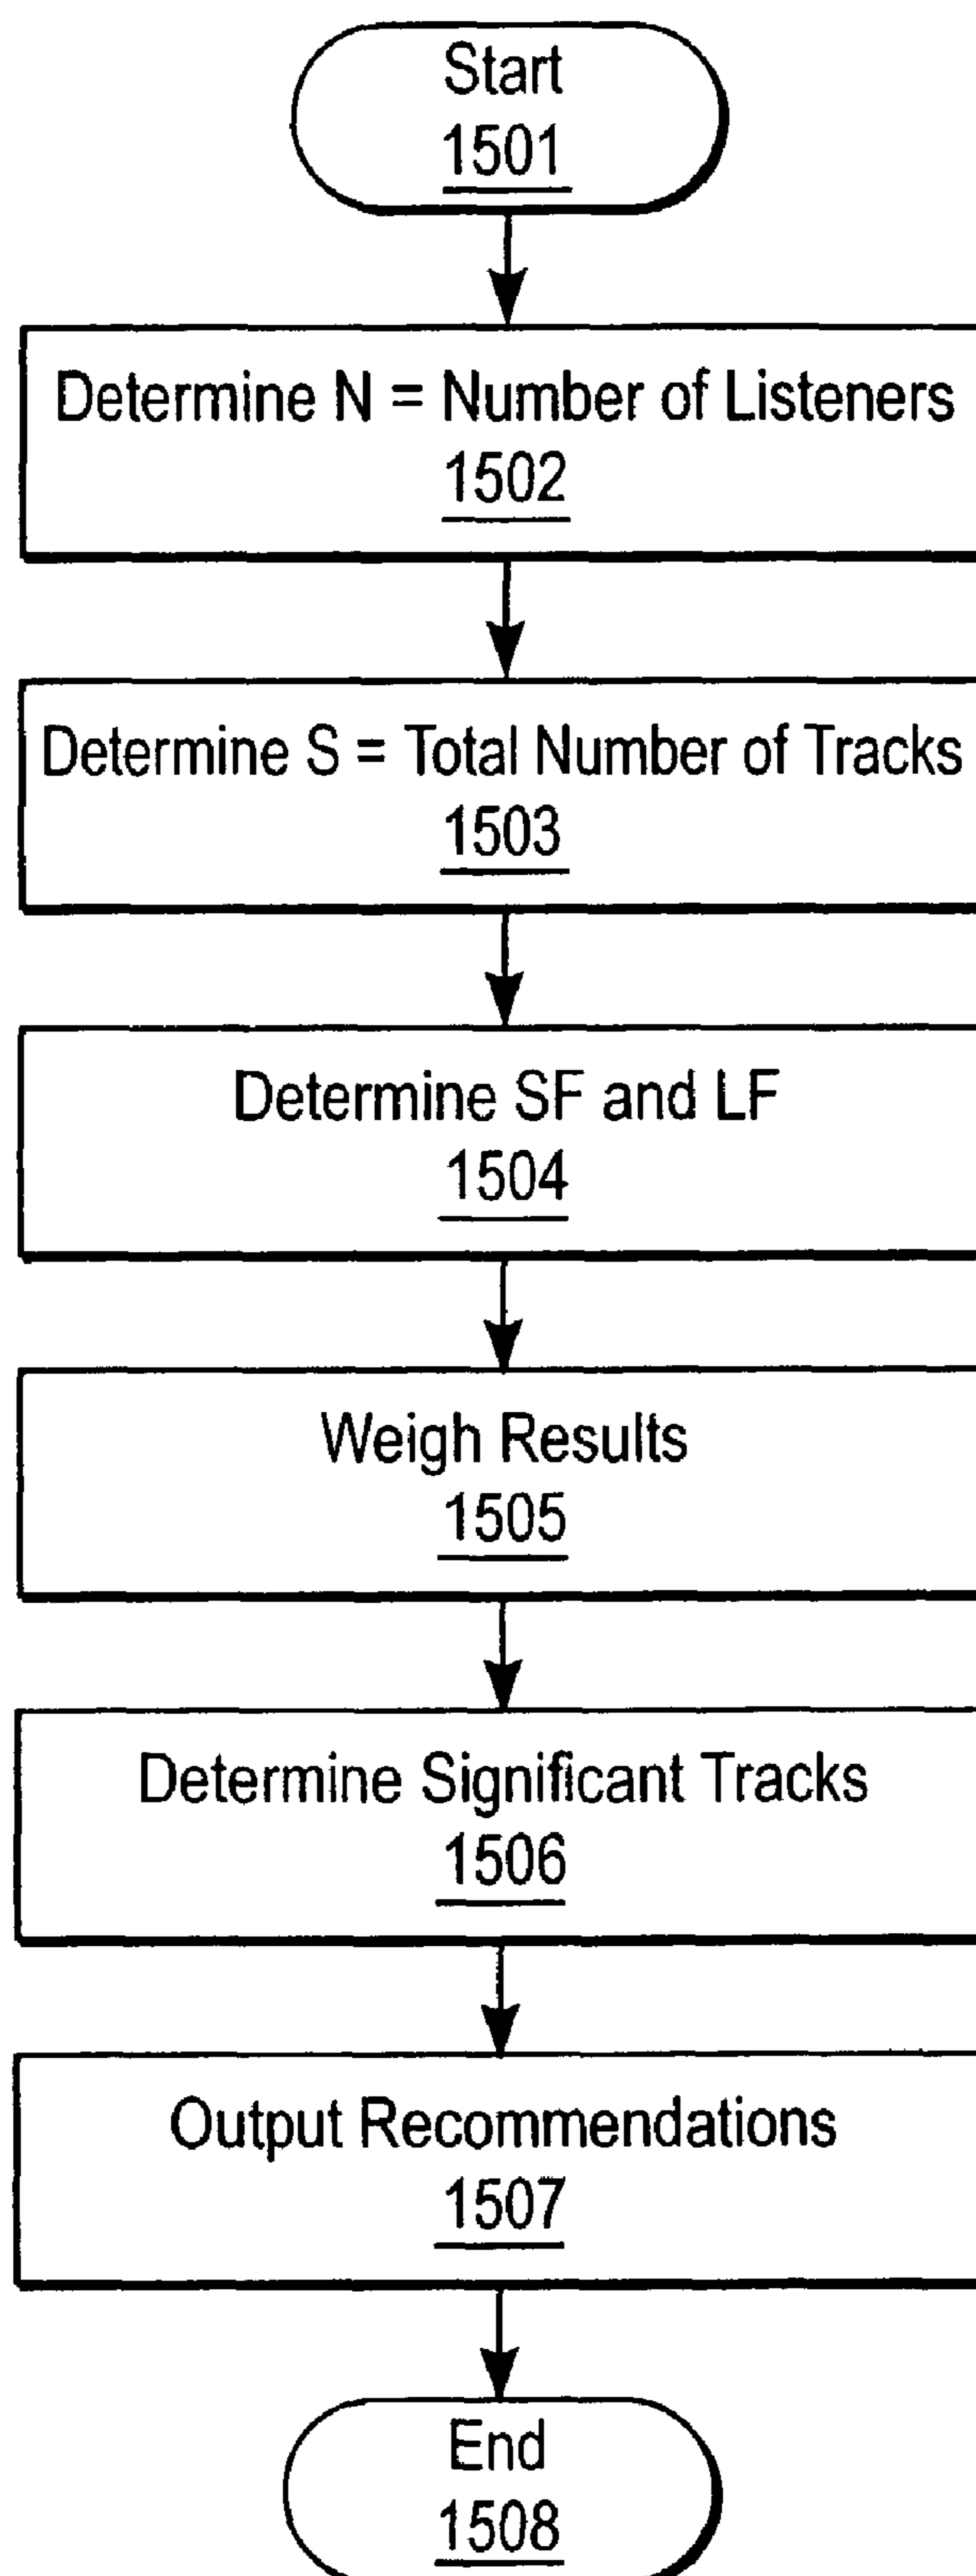 Start
1501
Determine N = Number of Listeners
1502
Determine S = Total Number of Tracks
1503
Determine SF and LF
1504
Weigh Results
1505
Determine Significant Tracks
1506
Output Recommendations
1507
End
1508